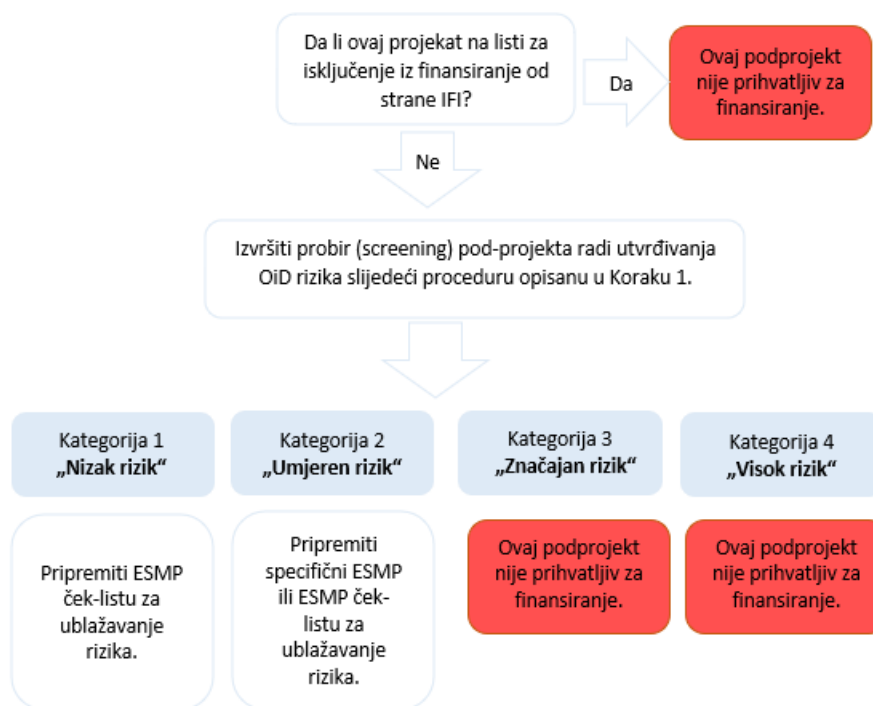 Da li ovaj projekat na listi za
isključenje iz finansiranje od
strane IFI?
Da
Ovaj podprojekt
nije prihvatljiv za
finansiranje.
Ne
Izvršiti probir (screening) pod-projekta radi utvrđivanja
OiD rizika slijedeći proceduru opisanu u Koraku 1.
Kategorija 1
„Nizak rizik“
Kategorija 2
„Umjeren rizik“
Kategorija 3
„Značajan rizik“
Kategorija 4
„Visok rizik“
Pripremiti ESMP
ček-listu za
ublažavanje
rizika.
Pripremiti
specifični ESMP
ili ESMP ček-
listu za
ublažavanje
rizika.
Ovaj podprojekt
nije prihvatljiv za
finansiranje.
Ovaj podprojekt
nije prihvatljiv za
finansiranje.